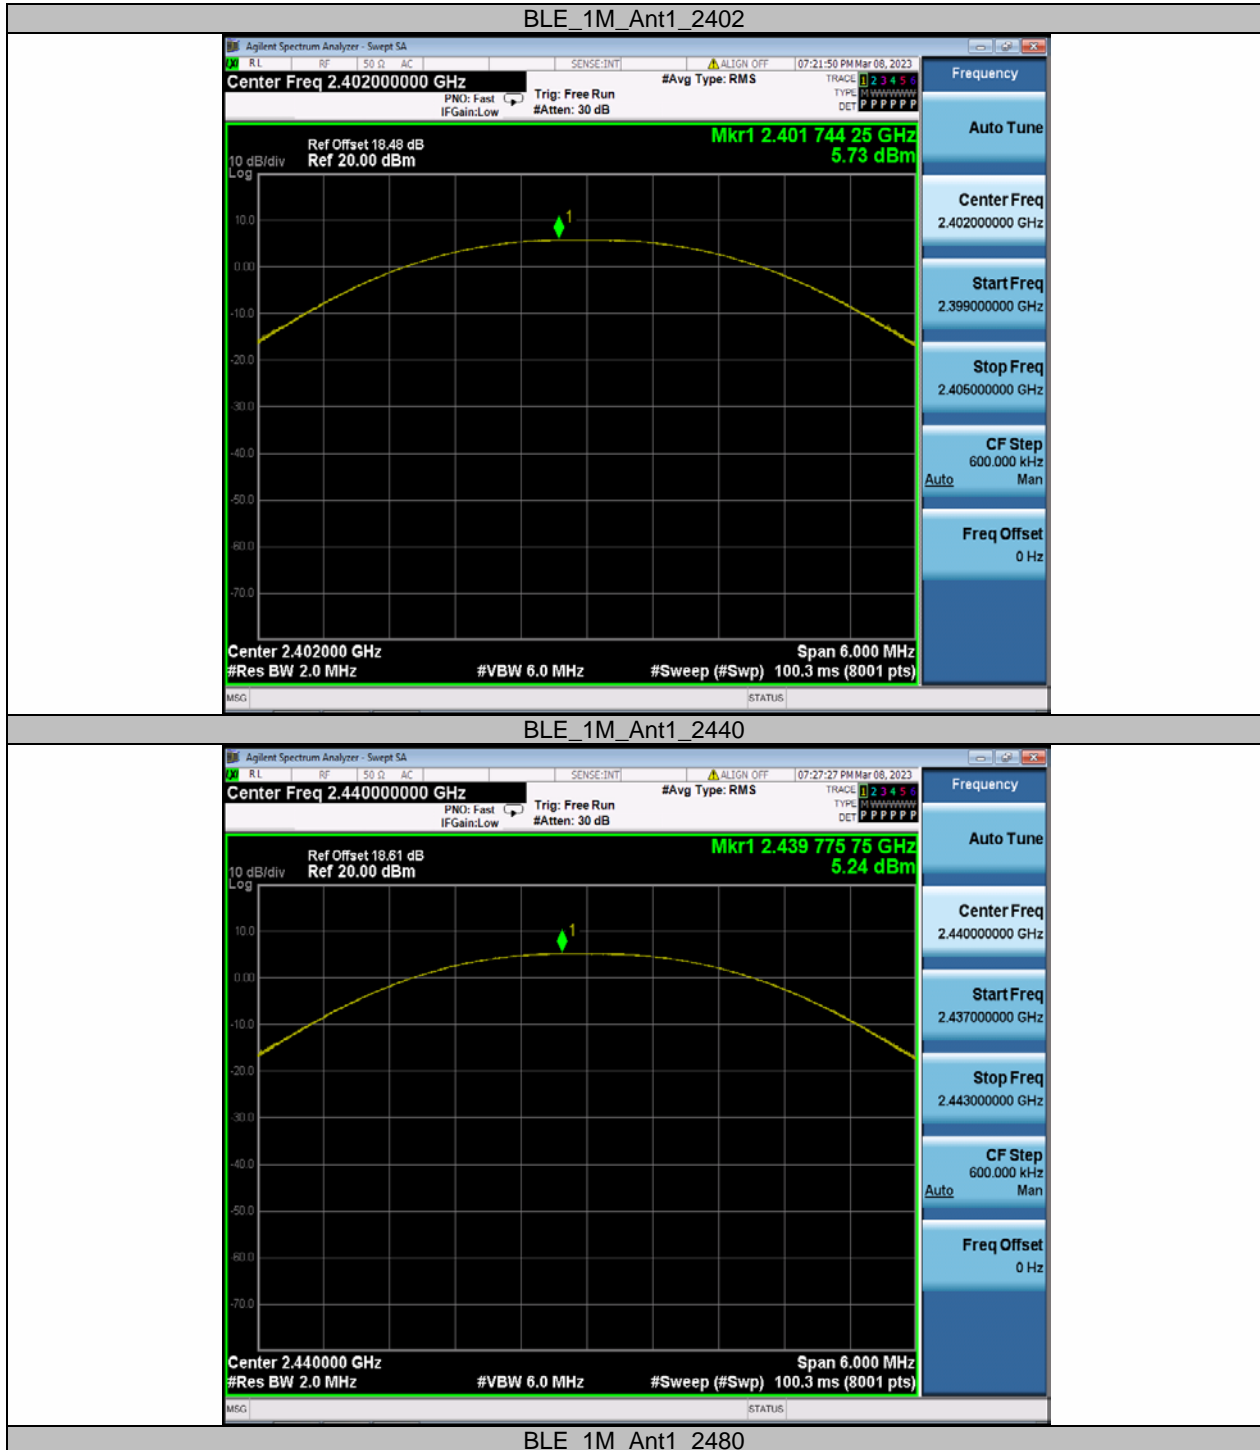 BLE_1M_Ant1_2402
Agilent Spectrum Analyzer - Swept SA
RL RF 50 Ω AC SENSE:INT ALIGN OFF 07:21:50 PM Mar 08, 2023
Center Freq 2.402000000 GHz
#Avg Type: RMS
TRACE 1 2 3 4 5 6
TYPE M WWWWW
DET P P P P P P
PNO: Fast
IFGain:Low
Trig: Free Run
#Atten: 30 dB
Frequency
Auto Tune
Mkr1 2.401 744 25 GHz
5.73 dBm
Ref Offset 18.48 dB
10 dB/div Ref 20.00 dBm
Log
10.0
0.00
-10.0
-20.0
-30.0
-40.0
-50.0
-60.0
-70.0
1
Center Freq
2.402000000 GHz
Start Freq
2.399000000 GHz
Stop Freq
2.405000000 GHz
CF Step
600.000 kHz
Auto Man
Freq Offset
0 Hz
Center 2.402000 GHz Span 6.000 MHz
#Res BW 2.0 MHz #VBW 6.0 MHz #Sweep (#Swp) 100.3 ms (8001 pts)
MSG STATUS
BLE_1M_Ant1_2440
Agilent Spectrum Analyzer - Swept SA
RL RF 50 Ω AC SENSE:INT ALIGN OFF 07:27:27 PM Mar 08, 2023
Center Freq 2.440000000 GHz
#Avg Type: RMS
TRACE 1 2 3 4 5 6
TYPE M WWWWW
DET P P P P P P
PNO: Fast
IFGain:Low
Trig: Free Run
#Atten: 30 dB
Frequency
Auto Tune
Mkr1 2.439 775 75 GHz
5.24 dBm
Ref Offset 18.61 dB
10 dB/div Ref 20.00 dBm
Log
10.0
0.00
-10.0
-20.0
-30.0
-40.0
-50.0
-60.0
-70.0
1
Center Freq
2.440000000 GHz
Start Freq
2.437000000 GHz
Stop Freq
2.443000000 GHz
CF Step
600.000 kHz
Auto Man
Freq Offset
0 Hz
Center 2.440000 GHz Span 6.000 MHz
#Res BW 2.0 MHz #VBW 6.0 MHz #Sweep (#Swp) 100.3 ms (8001 pts)
MSG STATUS
BLE_1M_Ant1_2480